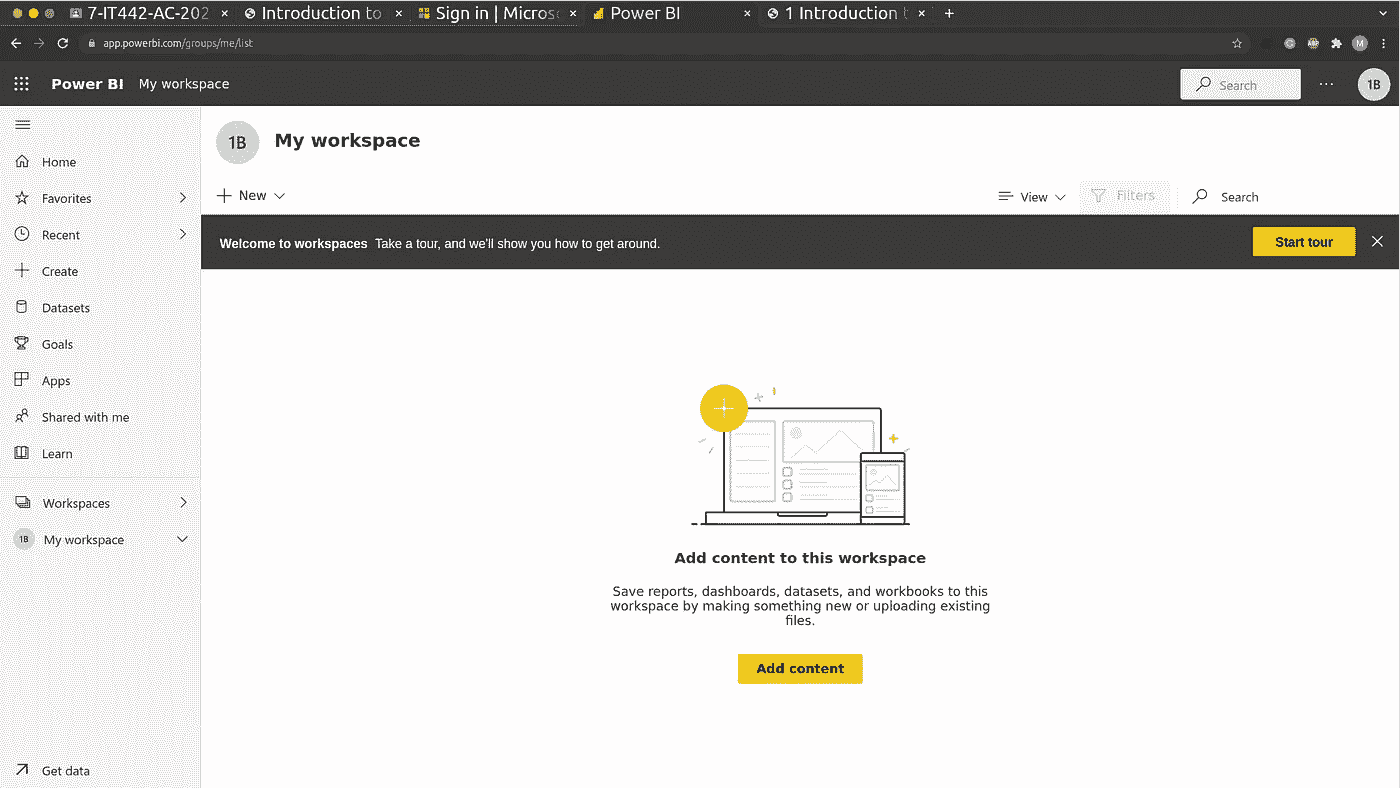 7-IT442-AC-202
Introduction to
Sign in | Micros
Power BI
1 Introduction
app.powerbi.com/groups/me/list
M
Power BI My workspace
Search
1B
1B My workspace
Home
New
View
Filters
Search
Favorites
Recent
Welcome to workspaces Take a tour, and we'll show you how to get around.
Start tour
Create
Datasets
Goals
Apps
Shared with me
Learn
Workspaces
1B My workspace
Add content to this workspace
Save reports, dashboards, datasets, and workbooks to this
workspace by making something new or uploading existing
files.
Add content
Get data